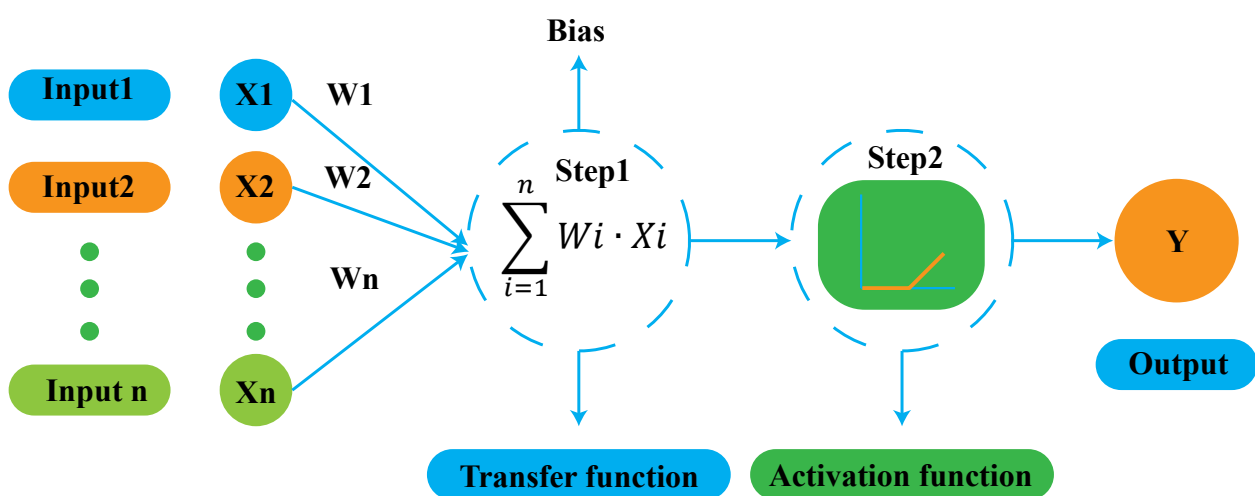 Bias
Input1
X1
W1
Input2
X2
W2
Step1
n
∑ Wi · Xi
i=1
Step2
Y
Wn
Input n
Xn
Output
Transfer function
Activation function